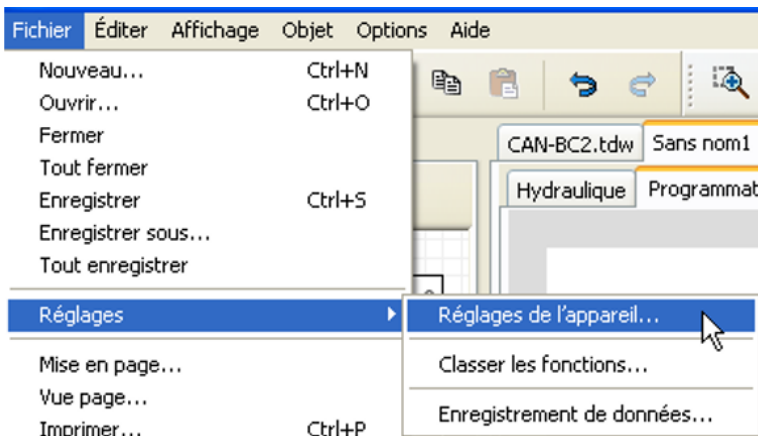 Fichier Éditer Affichage Objet Options Aide
Nouveau... Ctrl+N
Ouvrir... Ctrl+O
Fermer
Tout fermer
Enregistrer Ctrl+S
Enregistrer sous...
Tout enregistrer
Réglages
Mise en page...
Vue page...
Imprimer... Ctrl+P
CAN-BC2.tdw Sans nom1
Hydraulique Programmat
Réglages de l'appareil...
Classer les fonctions...
Enregistrement de données...